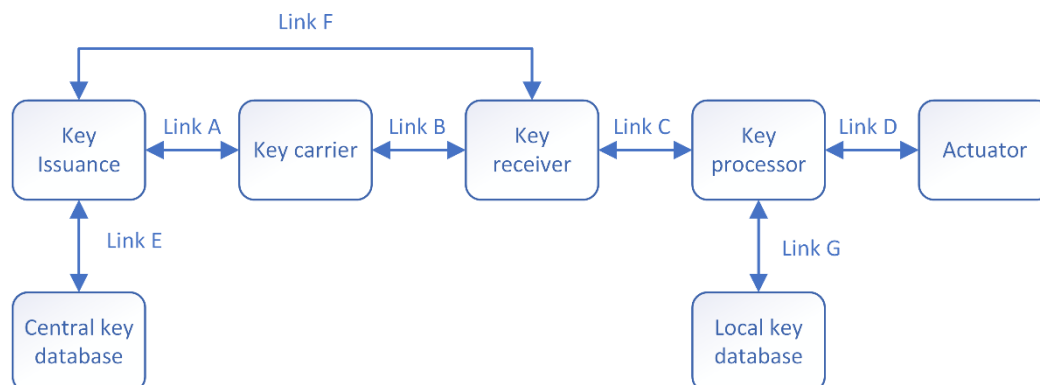 Link F
Key
Issuance
Link A
Key carrier
Link B
Key
receiver
Link C
Key
processor
Link D
Actuator
Link E
Link G
Central key
database
Local key
database